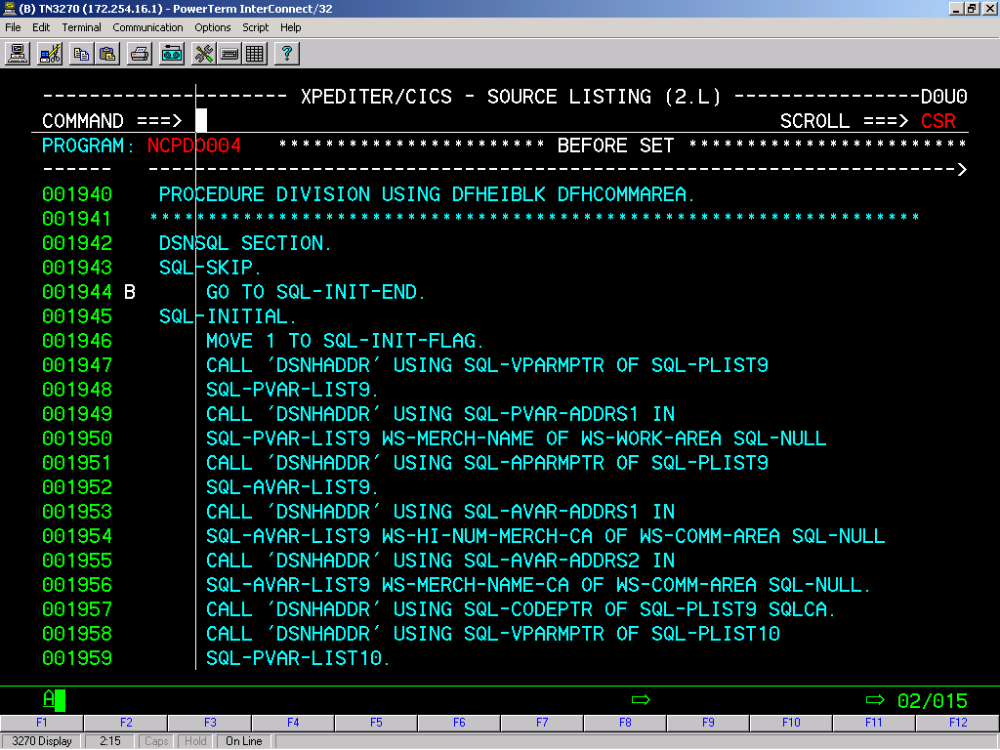 (B) TN3270 (172.254.16.1) - PowerTerm InterConnect/32
File Edit Terminal Communication Options Script Help
--------------------- XPEDITER/CICS - SOURCE LISTING (2.L) ----------------D0U0
COMMAND ===> SCROLL ===> CSR
PROGRAM: NCPD0004 *********************** BEFORE SET ************************
------ --------------------------------------------------------------------->
001940 PROCEDURE DIVISION USING DFHEIBLK DFHCOMMAREA.
001941 ******************************************************************
001942 DSNSQL SECTION.
001943 SQL-SKIP.
001944 B GO TO SQL-INIT-END.
001945 SQL-INITIAL.
001946 MOVE 1 TO SQL-INIT-FLAG.
001947 CALL 'DSNHADDR' USING SQL-VPARMPTR OF SQL-PLIST9
001948 SQL-PVAR-LIST9.
001949 CALL 'DSNHADDR' USING SQL-PVAR-ADDRS1 IN
001950 SQL-PVAR-LIST9 WS-MERCH-NAME OF WS-WORK-AREA SQL-NULL
001951 CALL 'DSNHADDR' USING SQL-APARMPTR OF SQL-PLIST9
001952 SQL-AVAR-LIST9.
001953 CALL 'DSNHADDR' USING SQL-AVAR-ADDRS1 IN
001954 SQL-AVAR-LIST9 WS-HI-NUM-MERCH-CA OF WS-COMM-AREA SQL-NULL
001955 CALL 'DSNHADDR' USING SQL-AVAR-ADDRS2 IN
001956 SQL-AVAR-LIST9 WS-MERCH-NAME-CA OF WS-COMM-AREA SQL-NULL.
001957 CALL 'DSNHADDR' USING SQL-CODEPTR OF SQL-PLIST9 SQLCA.
001958 CALL 'DSNHADDR' USING SQL-VPARMPTR OF SQL-PLIST10
001959 SQL-PVAR-LIST10.
A ⇨ ⇨ 02/015
F1 F2 F3 F4 F5 F6 F7 F8 F9 F10 F11 F12
3270 Display 2:15 Caps Hold On Line